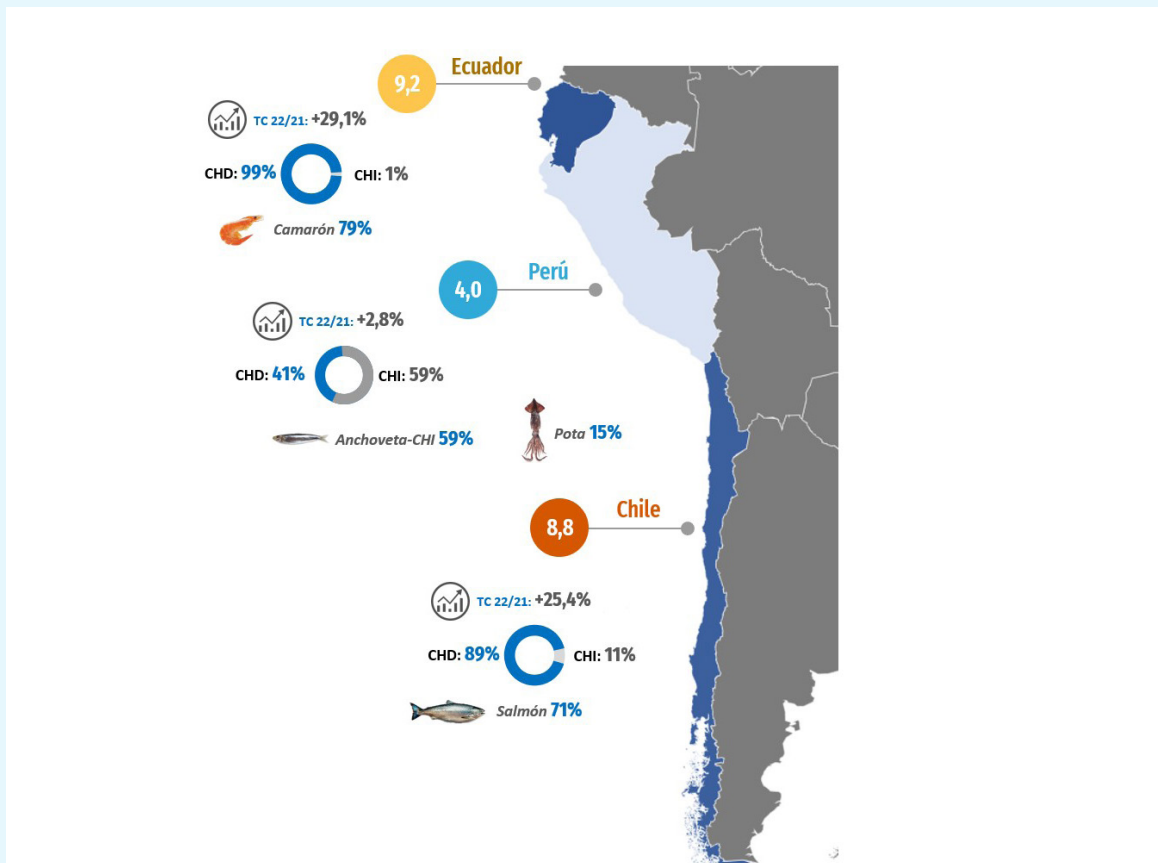 Ecuador
9,2
TC 22/21: +29,1%
CHD: 99% CHI: 1%
Camarón 79%
Perú
4,0
TC 22/21: +2,8%
CHD: 41% CHI: 59%
Anchoveta-CHI 59% Pota 15%
Chile
8,8
TC 22/21: +25,4%
CHD: 89% CHI: 11%
Salmón 71%